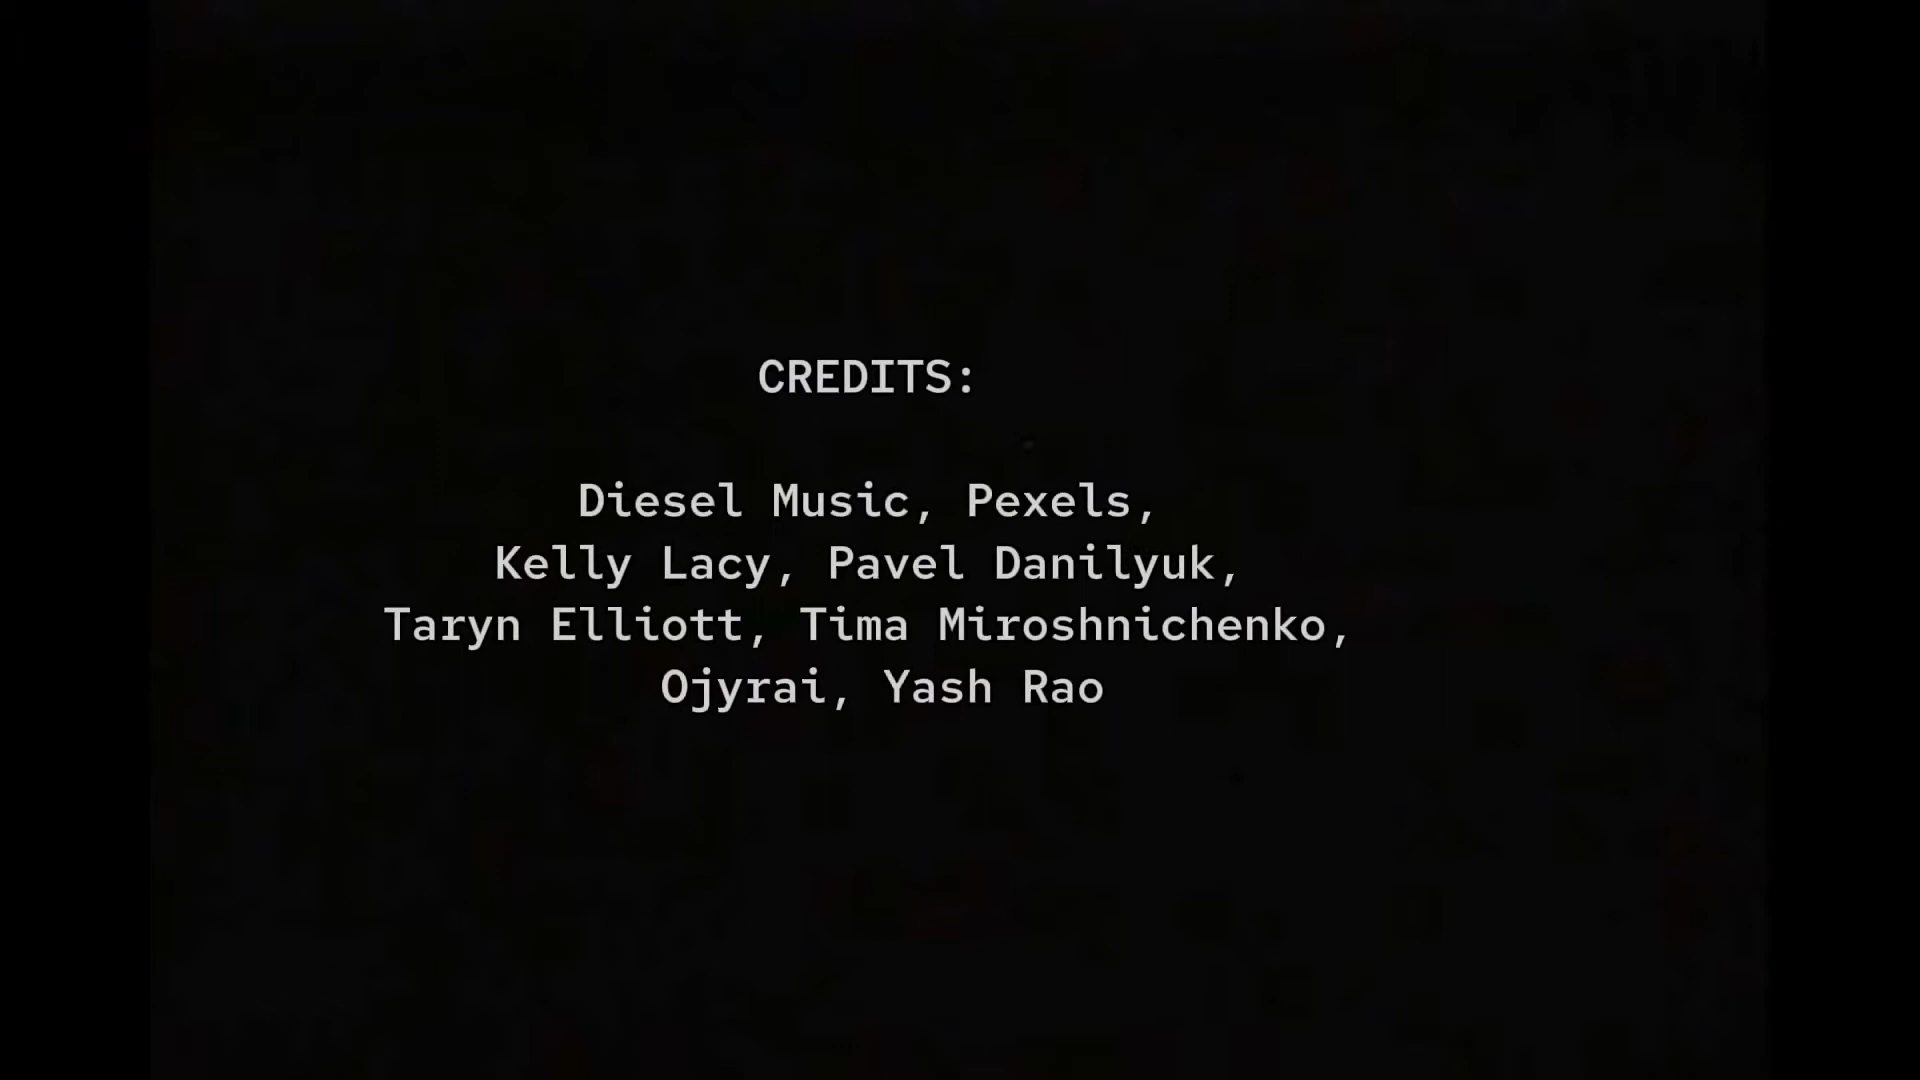 CREDITS:
Diesel Music, Pexels,
Kelly Lacy, Pavel Danilyuk,
Taryn Elliott, Tima Miroshnichenko,
Ojyrai, Yash Rao